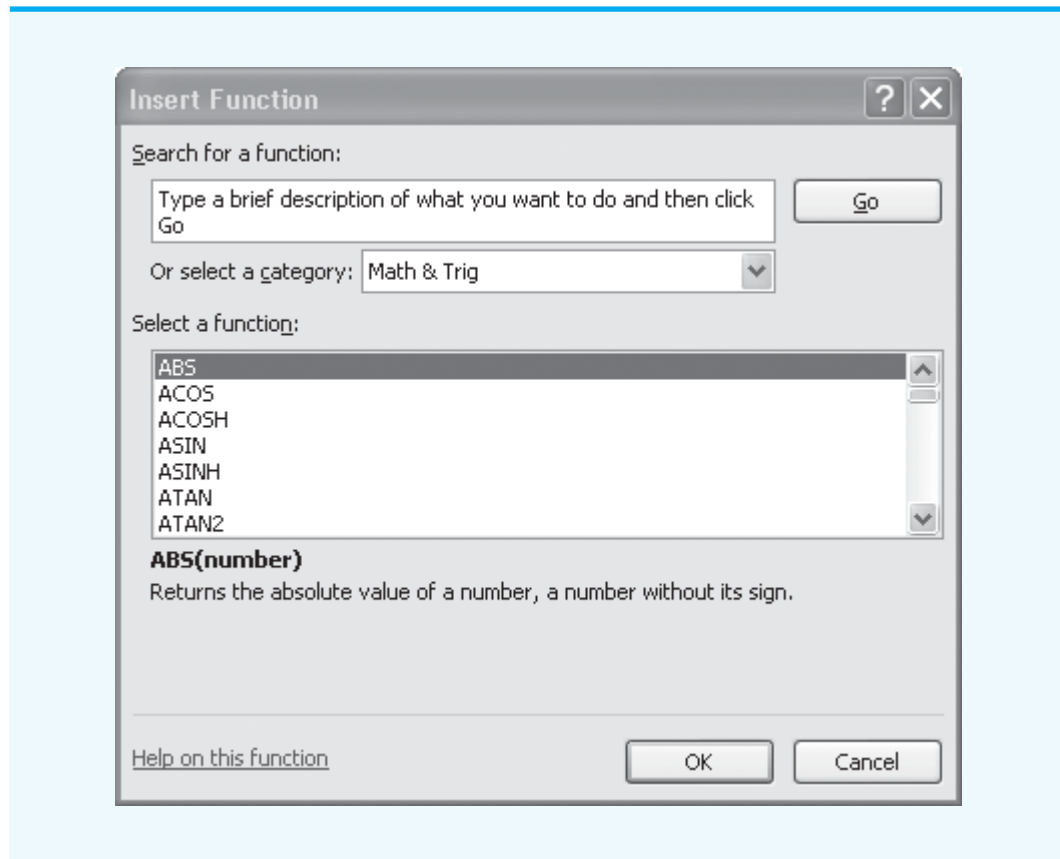 Insert Function
Search for a function:
Type a brief description of what you want to do and then click
Go
Go
Or select a category: Math & Trig
Select a function:
ABS
ACOS
ACOSH
ASIN
ASINH
ATAN
ATAN2
ABS(number)
Returns the absolute value of a number, a number without its sign.
Help on this function
OK
Cancel